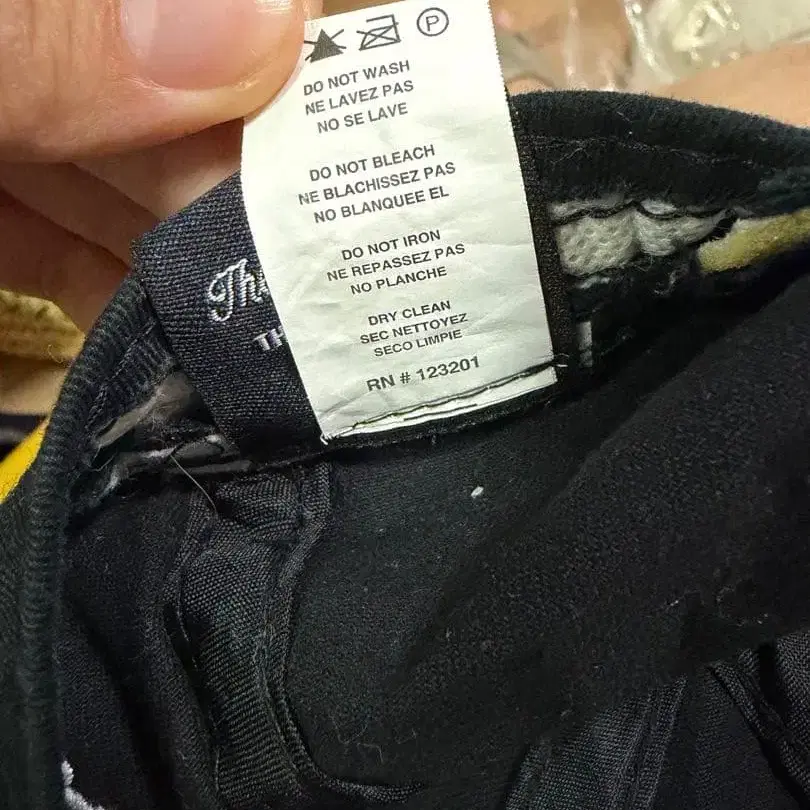 P
DO NOT WASH
NE LAVEZ PAS
NO SE LAVE
DO NOT BLEACH
NE BLACHISSEZ PAS
NO BLANQUEE EL
DO NOT IRON
NE REPASSEZ PAS
NO PLANCHE
DRY CLEAN
SEC NETTOYEZ
SECO LIMPIE
RN # 123201